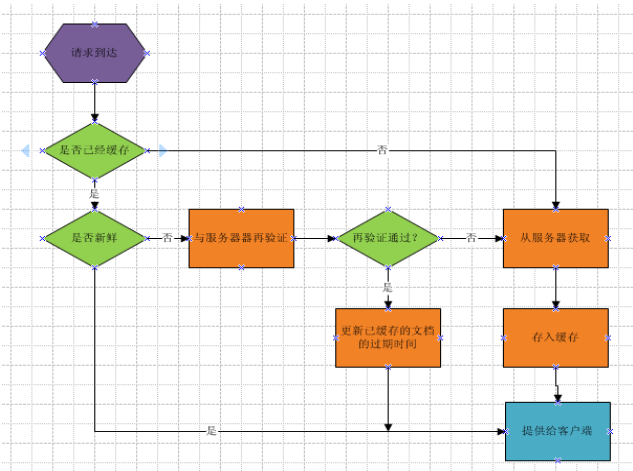 请求到达
是否已经缓存
否
是
是否新鲜
否
与服务器器再验证
再验证通过？
否
从服务器获取
是
更新已缓存的文档
的过期时间
存入缓存
是
提供给客户端